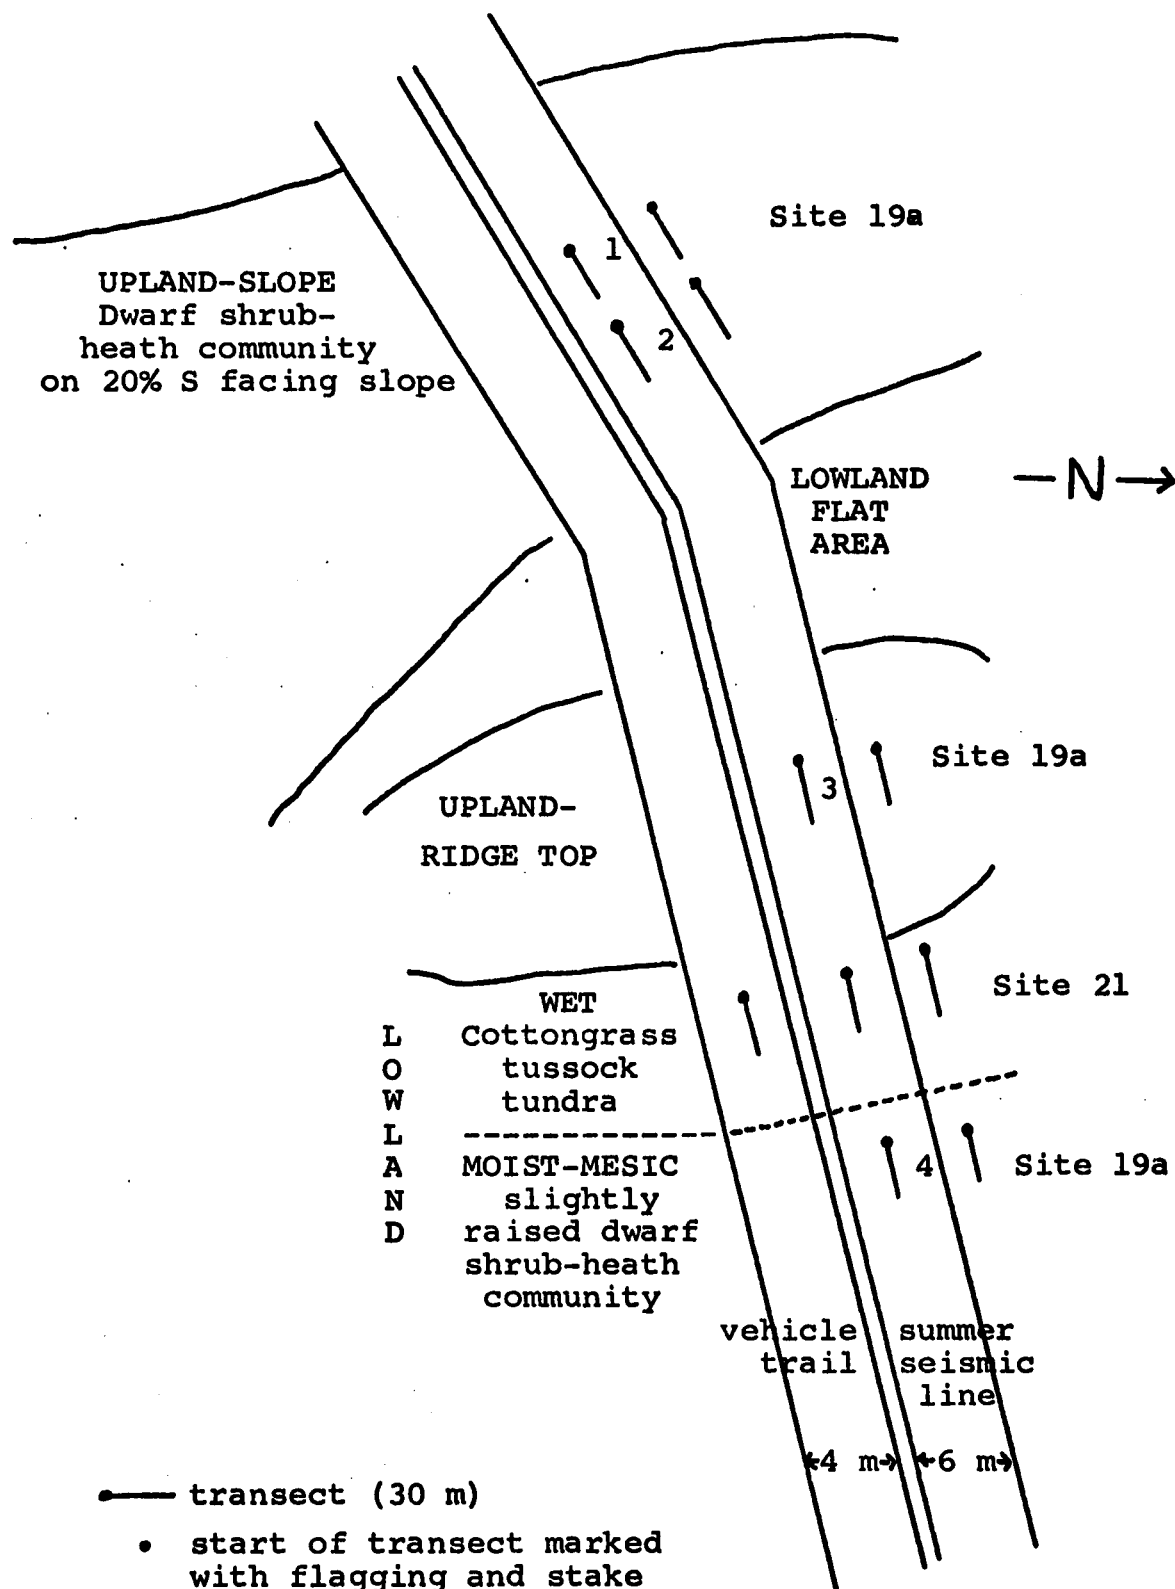 Site 19a
1
2
UPLAND-SLOPE
Dwarf shrub-
heath community
on 20% S facing slope
LOWLAND
FLAT
AREA
N
Site 19a
3
UPLAND-
RIDGE TOP
Site 21
WET
Cottongrass
tussock
tundra
LOWLAND
MOIST-MESIC
slightly
raised dwarf
shrub-heath
community
4
Site 19a
vehicle
trail
summer
seismic
line
4 m
6 m
transect (30 m)
start of transect marked
with flagging and stake